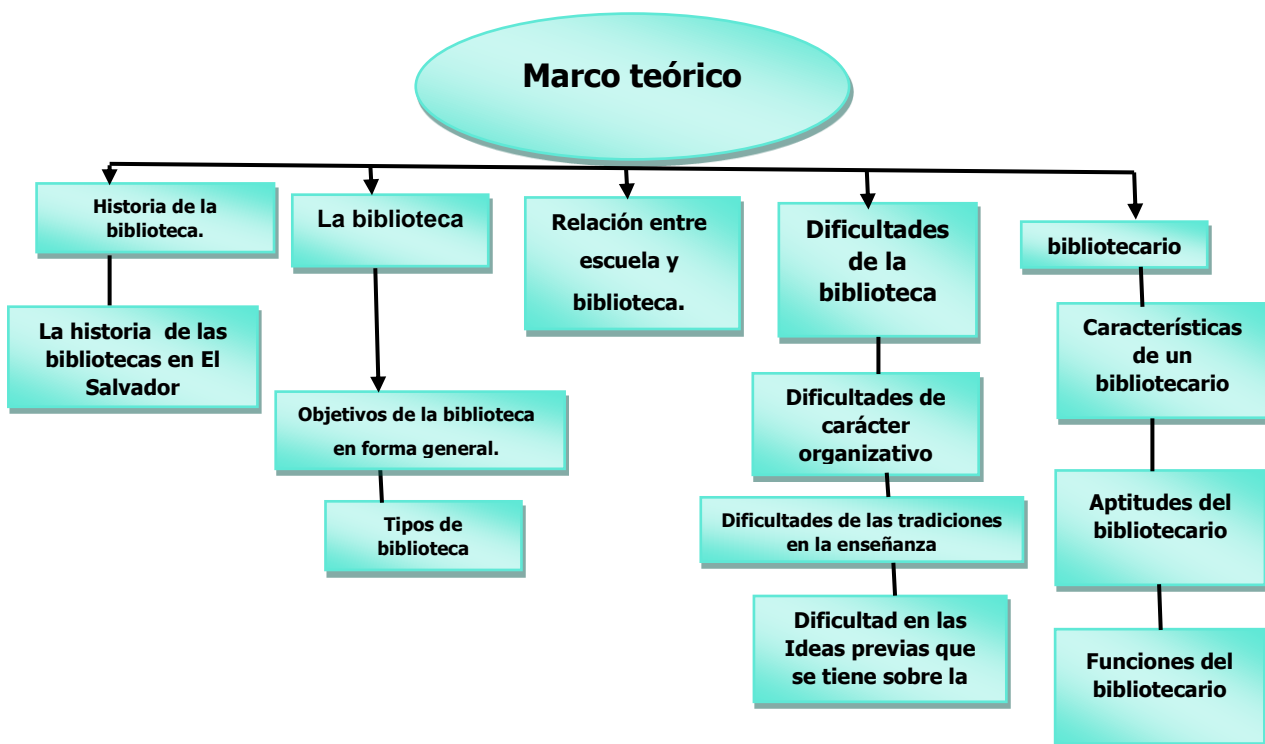 Marco teórico
Historia de la
biblioteca.
La historia de las
bibliotecas en El
Salvador
La biblioteca
Objetivos de la biblioteca
en forma general.
Tipos de
biblioteca
Relación entre
escuela y
biblioteca.
Dificultades
de la
biblioteca
Dificultades de
carácter
organizativo
Dificultades de las tradiciones
en la enseñanza
Dificultad en las
Ideas previas que
se tiene sobre la
bibliotecario
Características
de un
bibliotecario
Aptitudes del
bibliotecario
Funciones del
bibliotecario